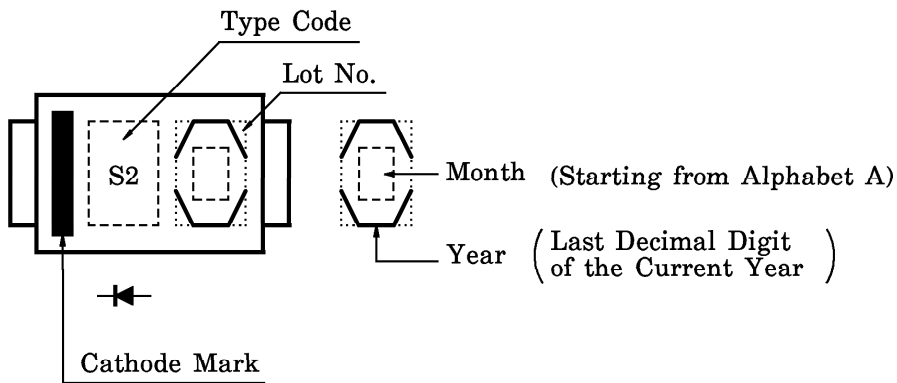 Type Code
Lot No.
S2
Month (Starting from Alphabet A)
Year (Last Decimal Digit
of the Current Year)
Cathode Mark